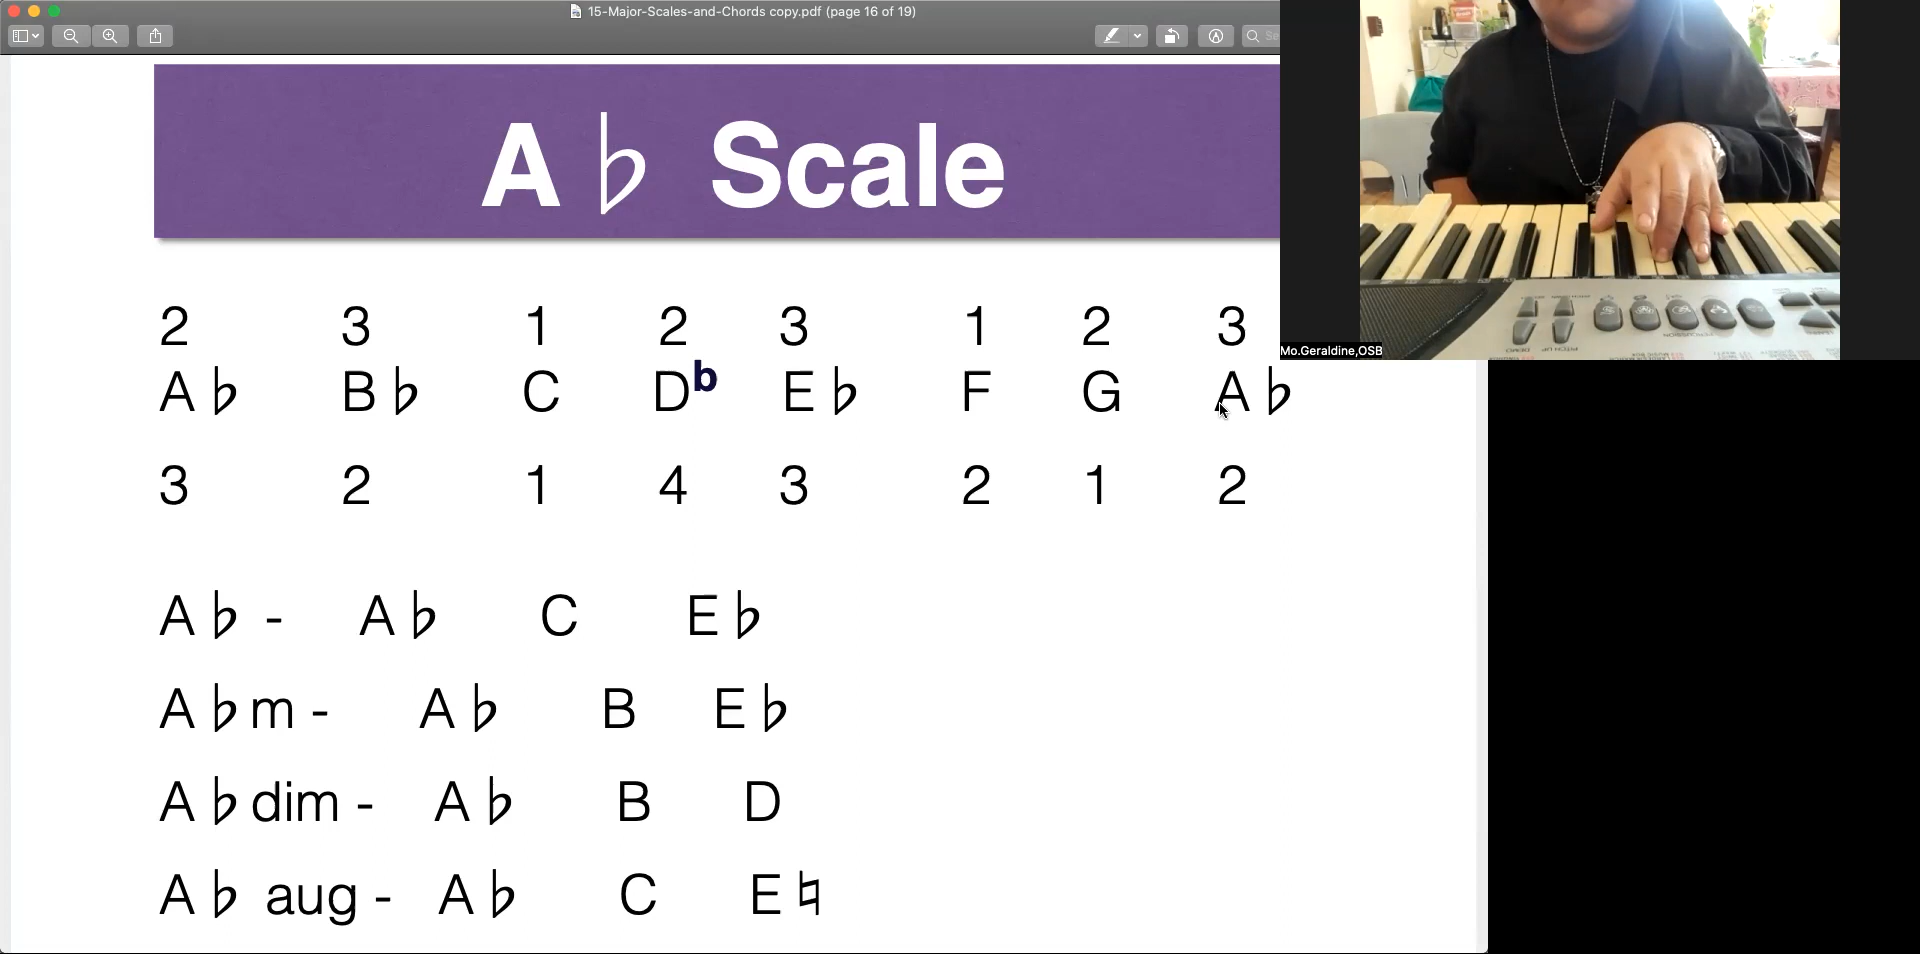 15-Major-Scales-and-Chords copy.pdf (page 16 of 19)
Se
A♭ Scale
2 3 1 2 3 1 2 3
A♭ B♭ C Db E♭ F G A♭
3 2 1 4 3 2 1 2
A♭ - A♭ C E♭
A♭m - A♭ B E♭
A♭dim - A♭ B D
A♭ aug - A♭ C E♮
Mo.Geraldine,OSB